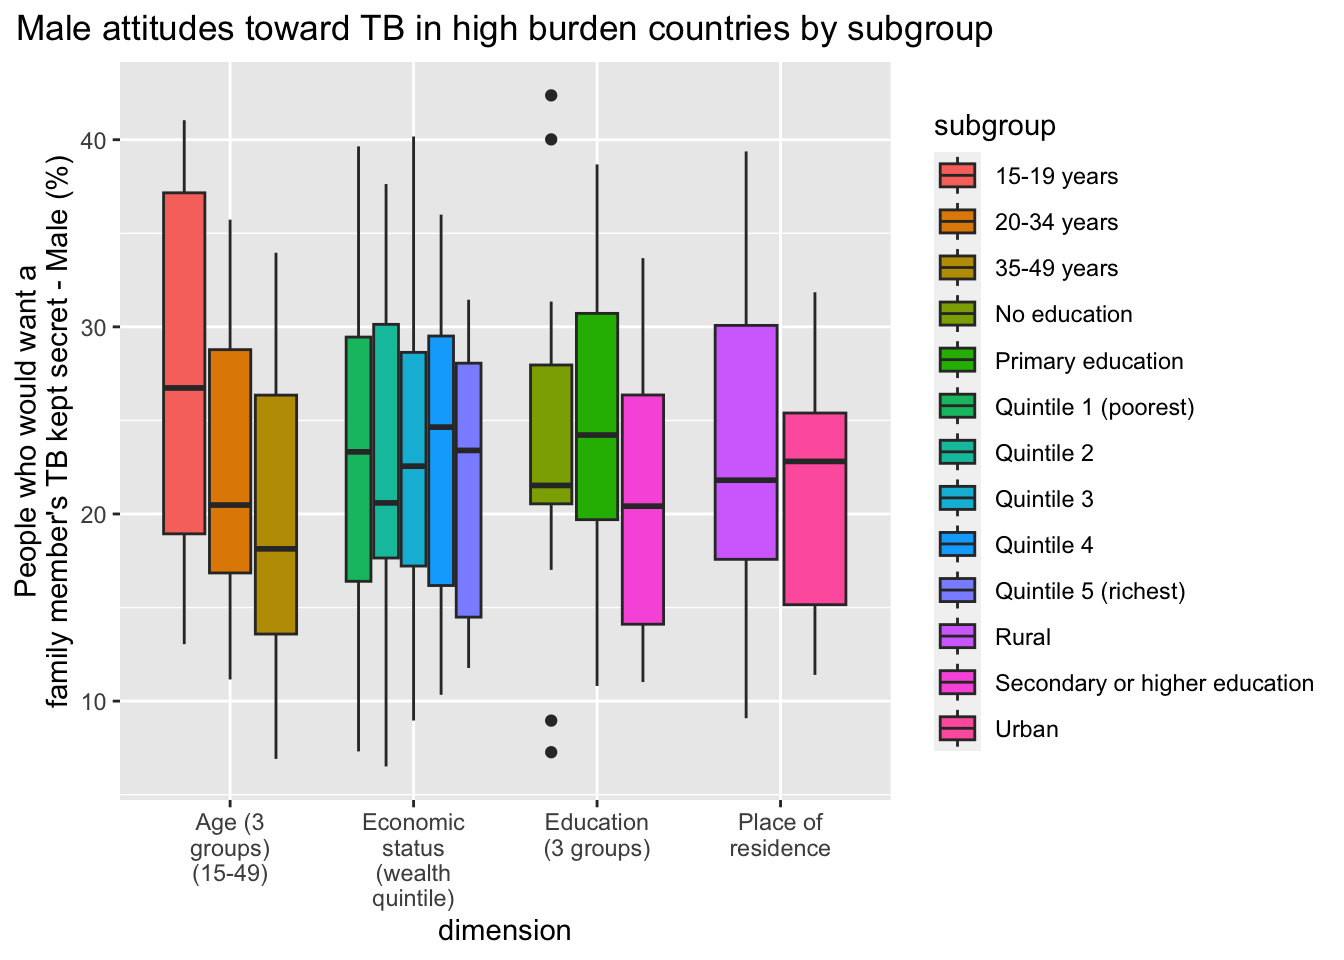 Male attitudes toward TB in high burden countries by subgroup
People who would want a
family member's TB kept secret - Male (%)
40
30
20
10
Age (3
groups)
(15-49)
Economic
status
(wealth
quintile)
Education
(3 groups)
Place of
residence
dimension
subgroup
15-19 years
20-34 years
35-49 years
No education
Primary education
Quintile 1 (poorest)
Quintile 2
Quintile 3
Quintile 4
Quintile 5 (richest)
Rural
Secondary or higher education
Urban